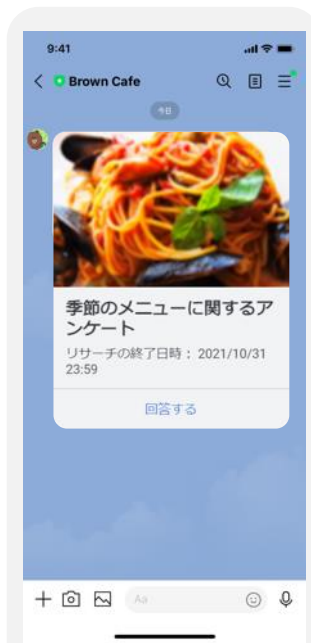 9:41
Brown Cafe
今日
季節のメニューに関するア
ンケート
リサーチの終了日時： 2021/10/31
23:59
回答する
Aa